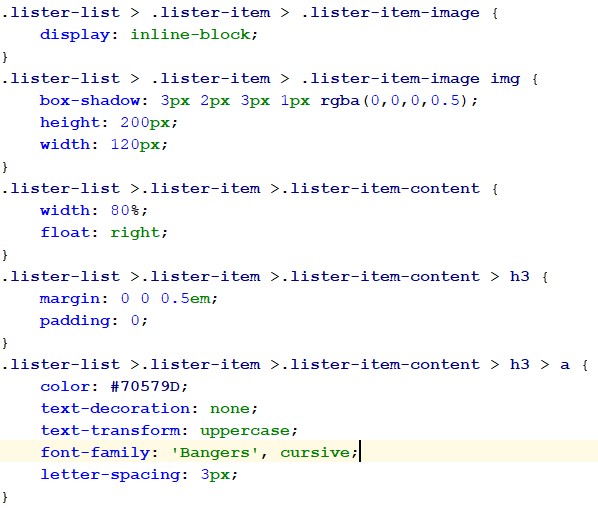 .lister-list > .lister-item > .lister-item-image {
    display: inline-block;
}
.lister-list > .lister-item > .lister-item-image img {
    box-shadow: 3px 2px 3px 1px rgba(0,0,0,0.5);
    height: 200px;
    width: 120px;
}
.lister-list >.lister-item >.lister-item-content {
    width: 80%;
    float: right;
}
.lister-list >.lister-item >.lister-item-content > h3 {
    margin: 0 0 0.5em;
    padding: 0;
}
.lister-list >.lister-item >.lister-item-content > h3 > a {
    color: #70579D;
    text-decoration: none;
    text-transform: uppercase;
    font-family: 'Bangers', cursive;
    letter-spacing: 3px;
}